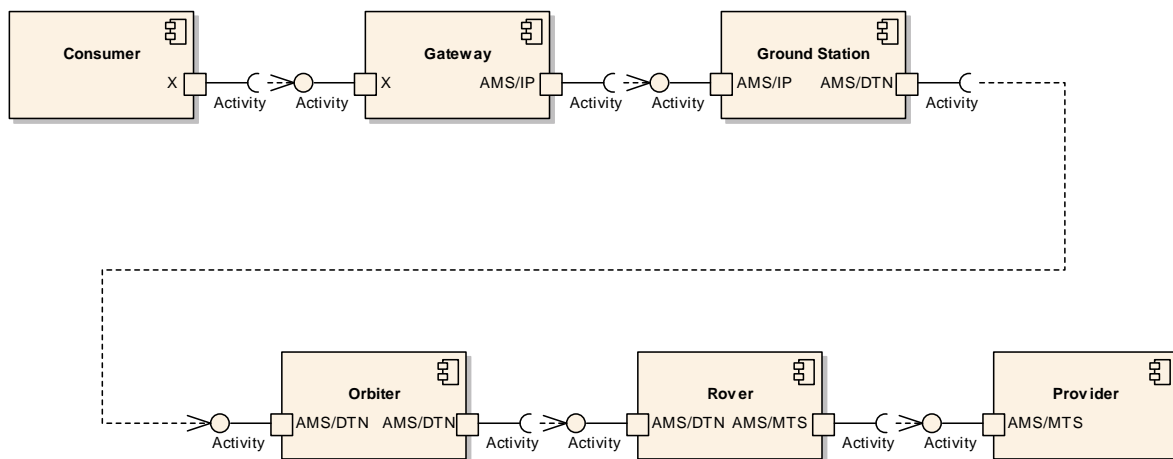 Consumer
Gateway
Ground Station
X
X
AMS/IP
AMS/IP
AMS/DTN
Activity
Activity
Activity
Activity
Activity
Orbiter
Rover
Provider
AMS/DTN
AMS/DTN
AMS/DTN
AMS/MTS
AMS/MTS
Activity
Activity
Activity
Activity
Activity